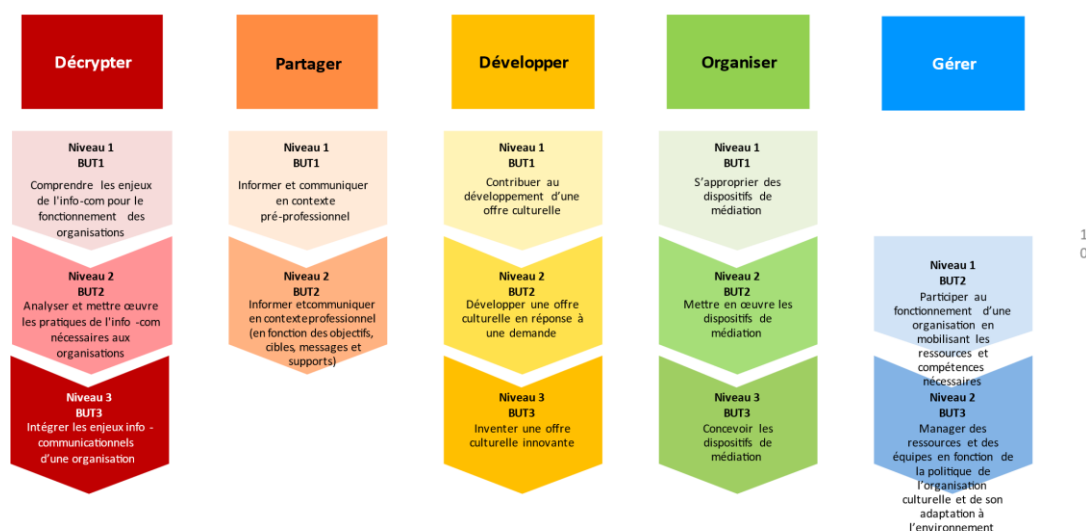 Décrypter
Partager
Développer
Organiser
Gérer
Niveau 1
BUT1
Comprendre les enjeux
de l'info-com pour le
fonctionnement des
organisations
Niveau 1
BUT1
Informer et communiquer
en contexte
pré-professionnel
Niveau 1
BUT1
Contribuer au
développement d'une
offre culturelle
Niveau 1
BUT1
S'approprier des
dispositifs de
médiation
1
0
Niveau 2
BUT2
Analyser et mettre œuvre
les pratiques de l'info -com
nécessaires aux
organisations
Niveau 2
BUT2
Informer etcommuniquer
en contexteprofessionnel
(en fonction des objectifs,
cibles, messages et
supports)
Niveau 2
BUT2
Développer une offre
culturelle en réponse à
une demande
Niveau 2
BUT2
Mettre en œuvre les
dispositifs de
médiation
Niveau 1
BUT2
Participer au
fonctionnement d'une
organisation en
mobilisant les
ressources et
compétences
nécessaires
Niveau 3
BUT3
Intégrer les enjeux info -
communicationnels
d'une organisation
Niveau 3
BUT3
Inventer une offre
culturelle innovante
Niveau 3
BUT3
Concevoir les
dispositifs de
médiation
Niveau 2
BUT3
Manager des
ressources et des
équipes en fonction de
la politique de
l'organisation
culturelle et de son
adaptation à
l'environnement